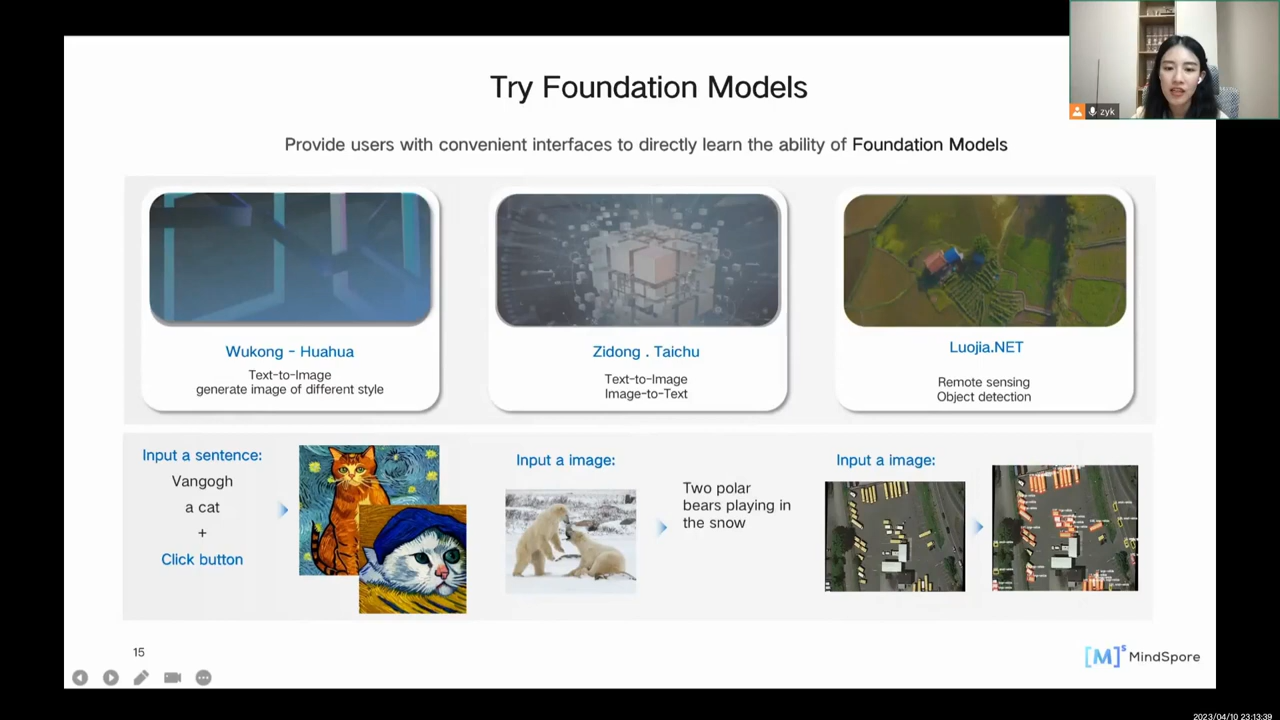 Try Foundation Models
zyk
Provide users with convenient interfaces to directly learn the ability of Foundation Models
Wukong - Huahua
Text-to-Image
generate image of different style
Zidong . Taichu
Text-to-Image
Image-to-Text
Luojia.NET
Remote sensing
Object detection
Input a sentence:
Vangogh
a cat
+
Click button
Input a image:
Two polar
bears playing in
the snow
Input a image:
15
[M]s MindSpore
2023/04/10 23:13:39